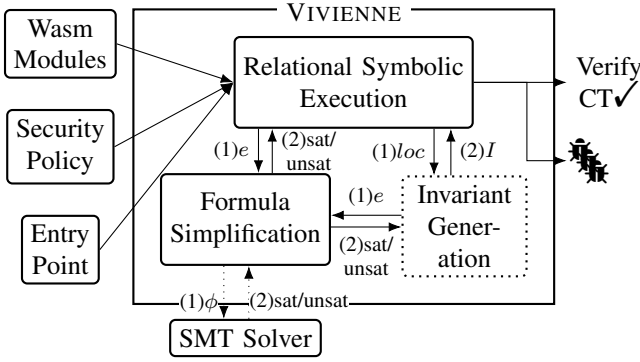 VIVIENNE
Wasm
Modules
Security
Policy
Entry
Point
Relational Symbolic
Execution
Verify
CT✓
(1)e
(2)sat/
unsat
(1)loc
(2)I
Formula
Simplification
(1)e
(2)sat/
unsat
Invariant
Gener-
ation
(1)ϕ
(2)sat/unsat
SMT Solver